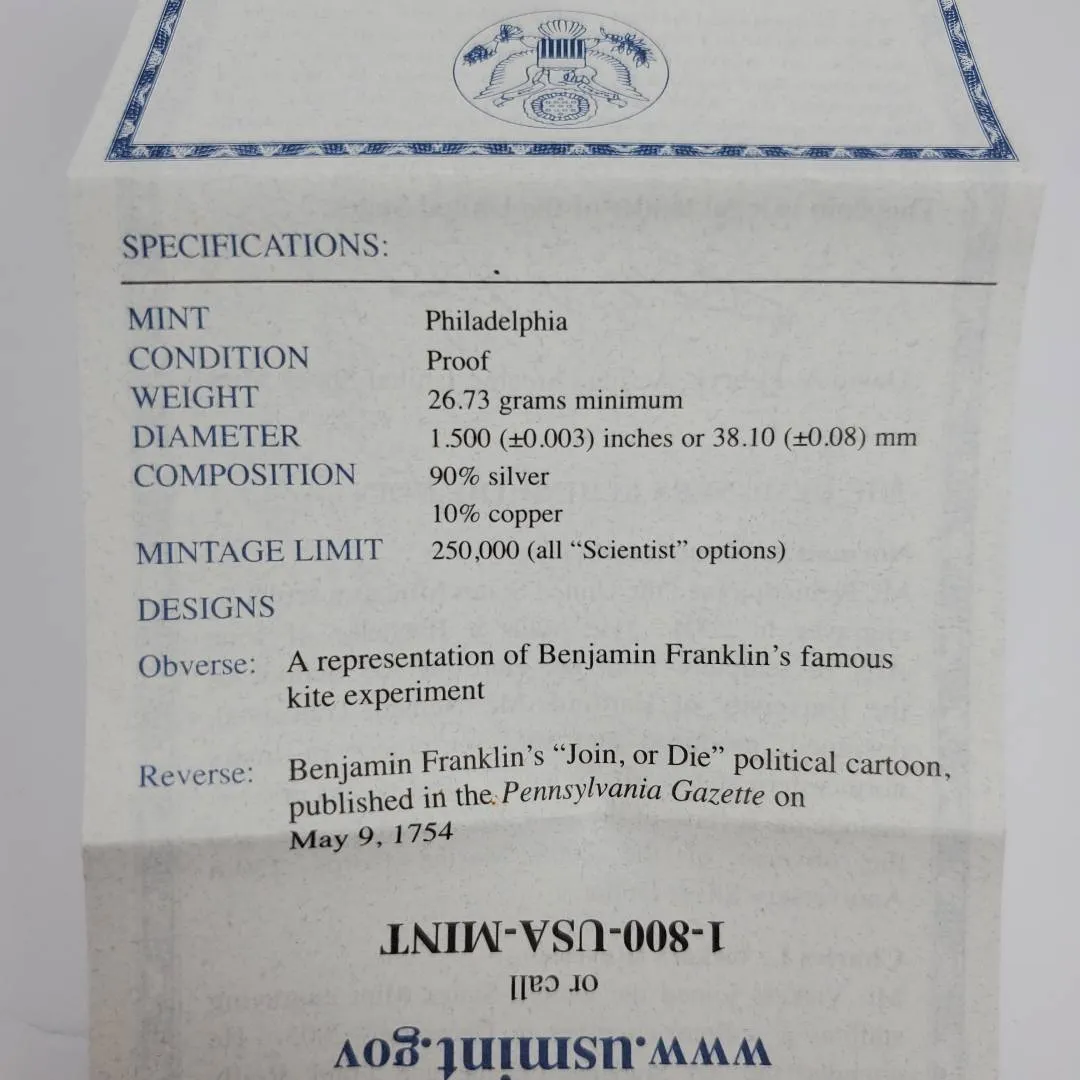 SPECIFICATIONS:
MINT Philadelphia
CONDITION Proof
WEIGHT 26.73 grams minimum
DIAMETER 1.500 (±0.003) inches or 38.10 (±0.08) mm
COMPOSITION 90% silver
10% copper
MINTAGE LIMIT 250,000 (all “Scientist” options)
DESIGNS
Obverse: A representation of Benjamin Franklin’s famous
kite experiment
Reverse: Benjamin Franklin’s “Join, or Die” political cartoon,
published in the Pennsylvania Gazette on
May 9, 1754
1-800-USA-MINT
or call
www.usmint.gov